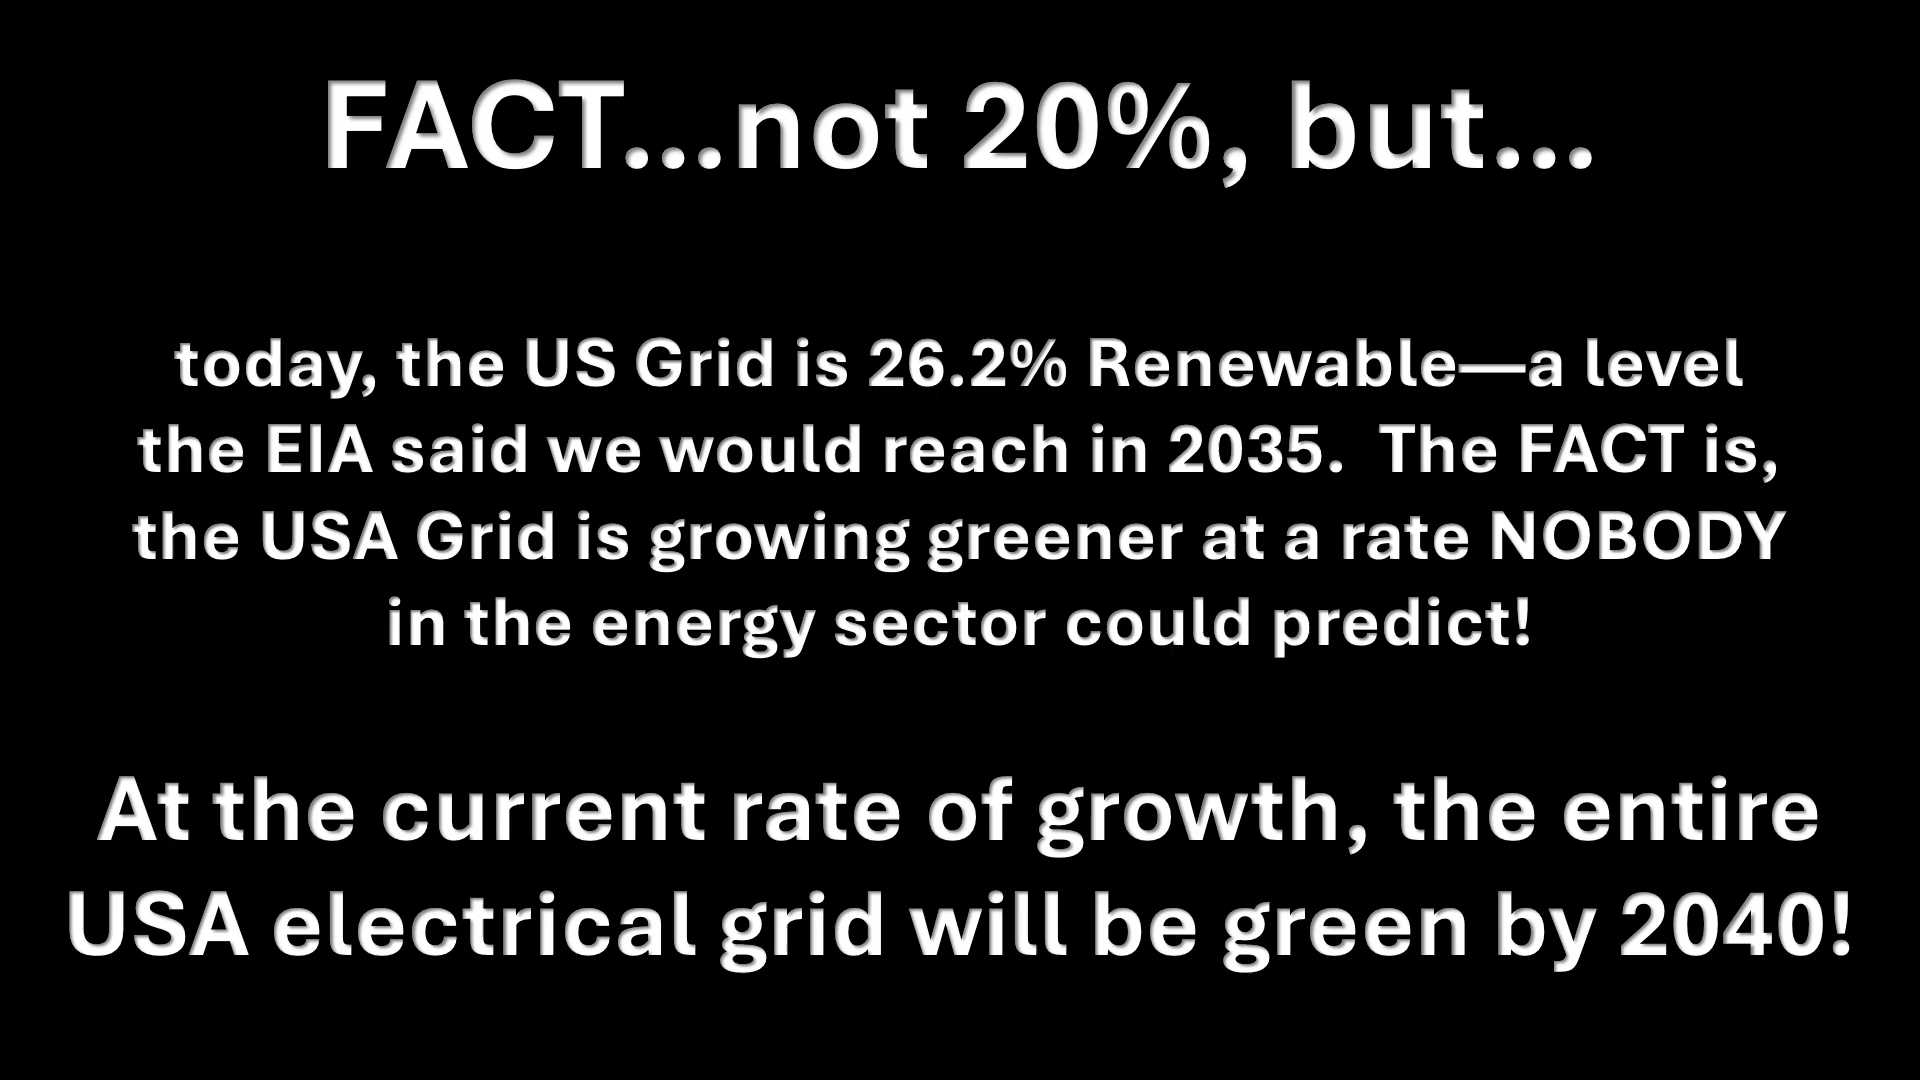 FACT...not 20%, but...
today, the US Grid is 26.2% Renewable—a level
the EIA said we would reach in 2035.  The FACT is,
the USA Grid is growing greener at a rate NOBODY
in the energy sector could predict!
At the current rate of growth, the entire
USA electrical grid will be green by 2040!